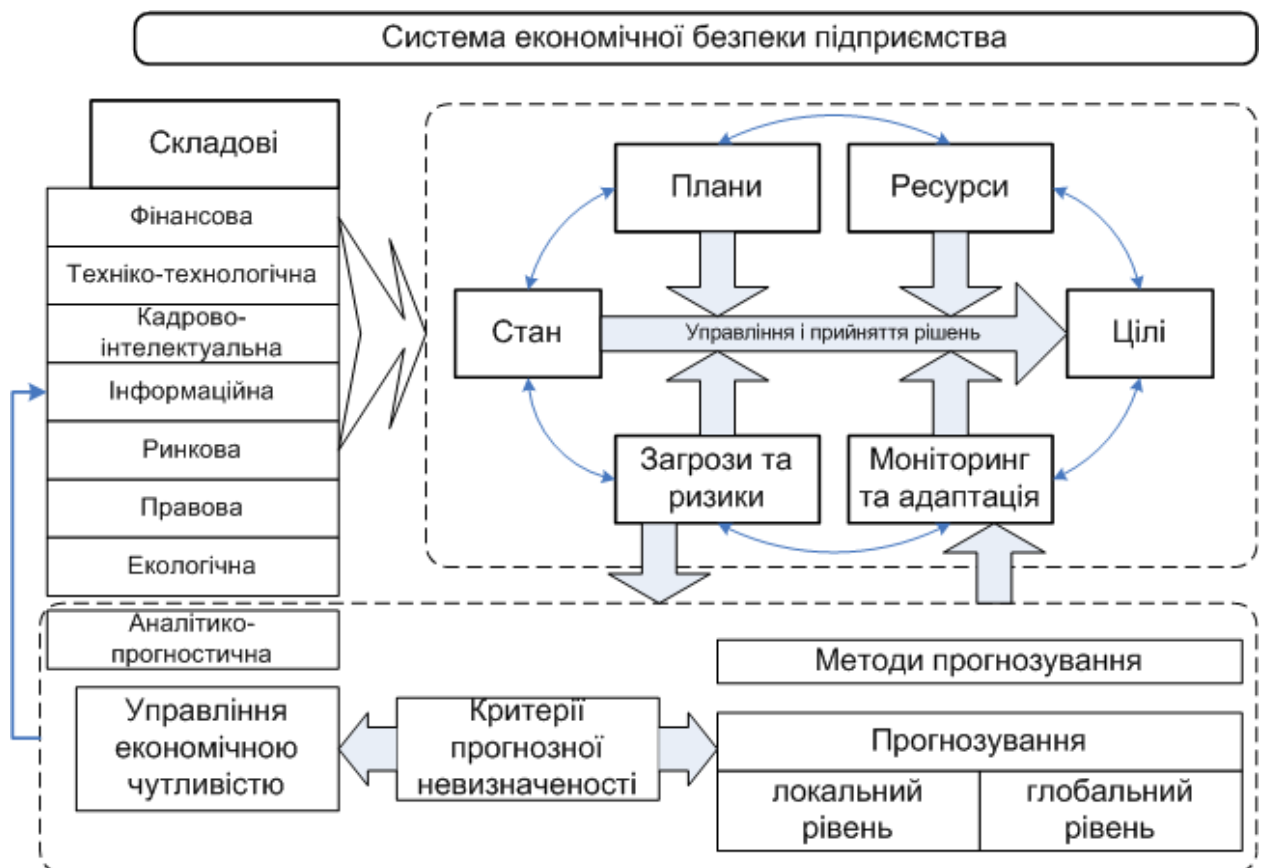 Система економічної безпеки підприємства
Складові
Фінансова
Техніко-технологічна
Кадрово-
інтелектуальна
Інформаційна
Ринкова
Правова
Екологічна
Аналітико-
прогностична
Плани
Ресурси
Стан
Управління і прийняття рішень
Цілі
Загрози та
ризики
Моніторинг
та адаптація
Управління
економічною
чутливістю
Критерії
прогнозної
невизначеності
Методи прогнозування
Прогнозування
локальний
рівень
глобальний
рівень